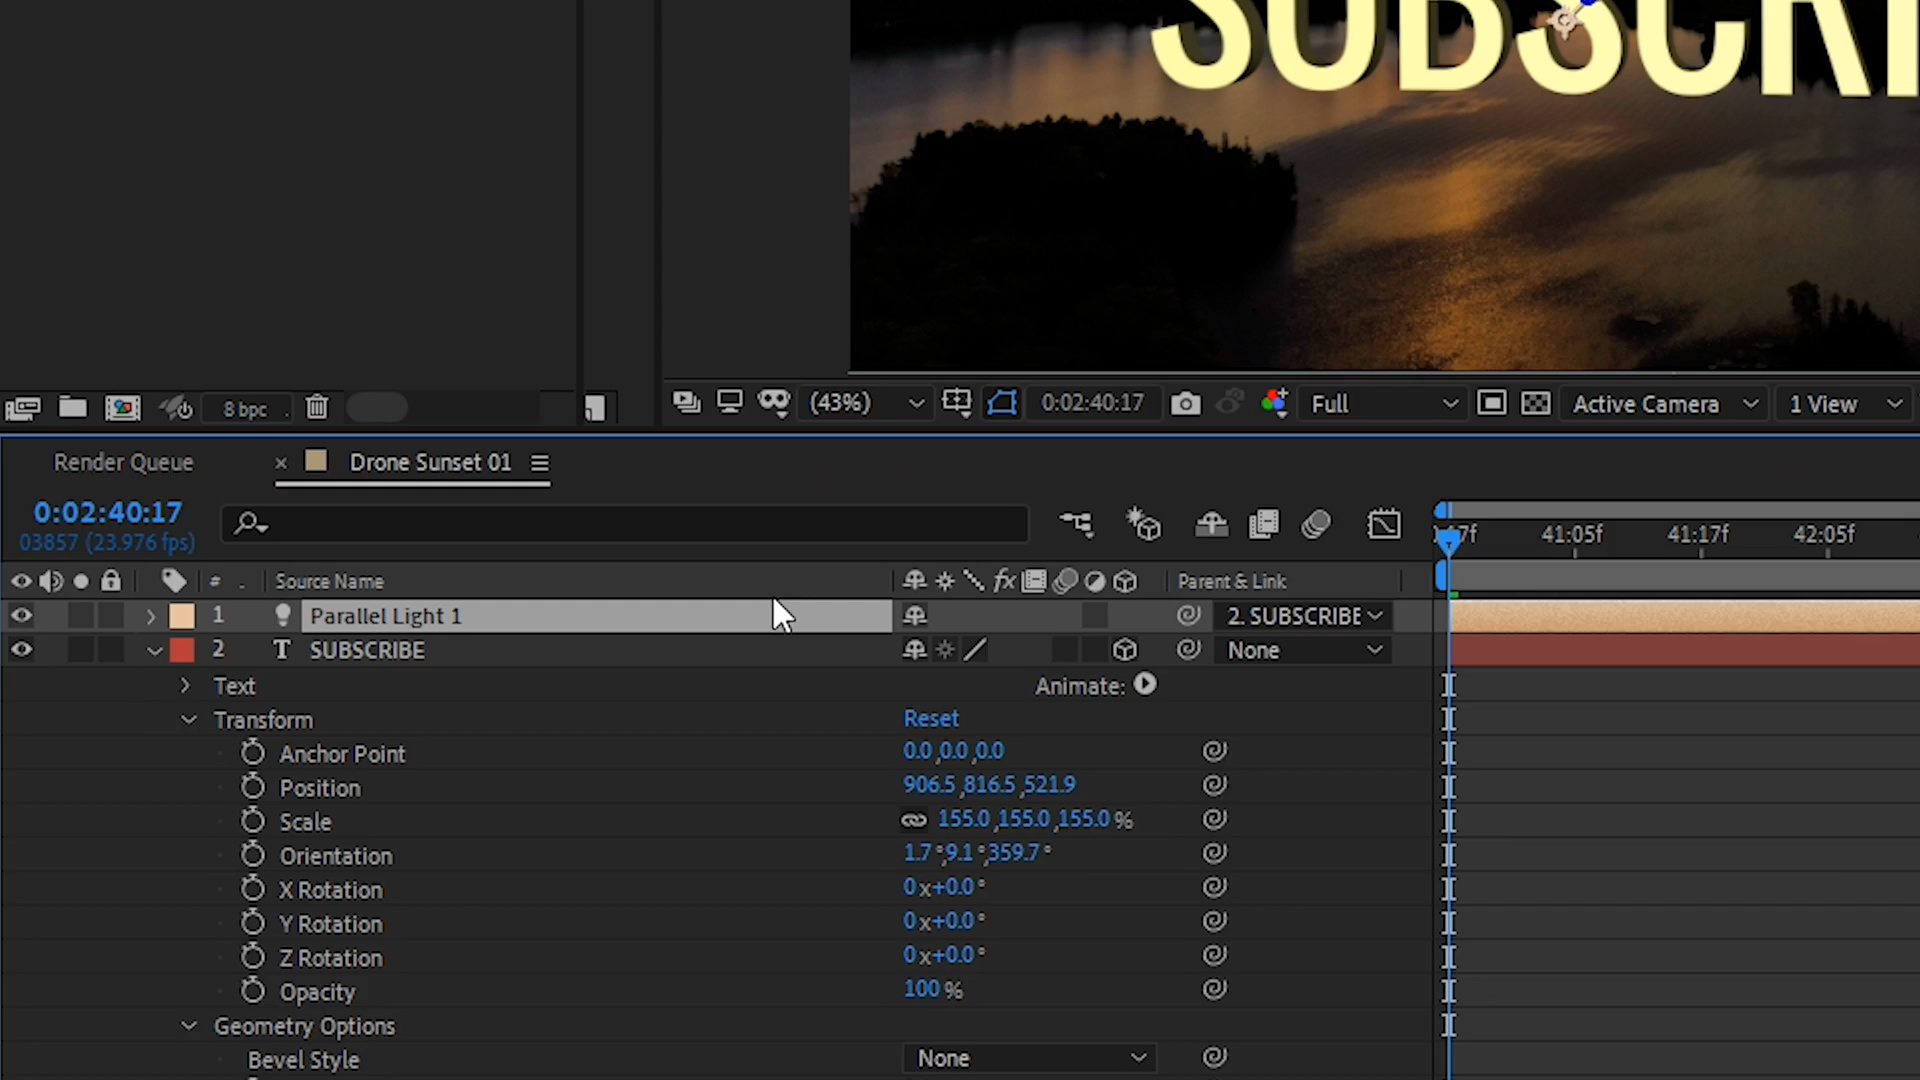 SUBSCRI
8 bpc
(43%)
0:02:40:17
Full
Active Camera
1 View
Render Queue
× Drone Sunset 01
0:02:40:17
03857 (23.976 fps)
41:05f 41:17f 42:05f
# Source Name
fx
Parent & Link
1 Parallel Light 1
2. SUBSCRIBE
2 T SUBSCRIBE
None
Text
Animate:
Transform
Reset
Anchor Point
0.0,0.0,0.0
Position
906.5,816.5,521.9
Scale
155.0,155.0,155.0%
Orientation
1.7°,9.1°,359.7°
X Rotation
0x+0.0°
Y Rotation
0x+0.0°
Z Rotation
0x+0.0°
Opacity
100%
Geometry Options
Bevel Style
None